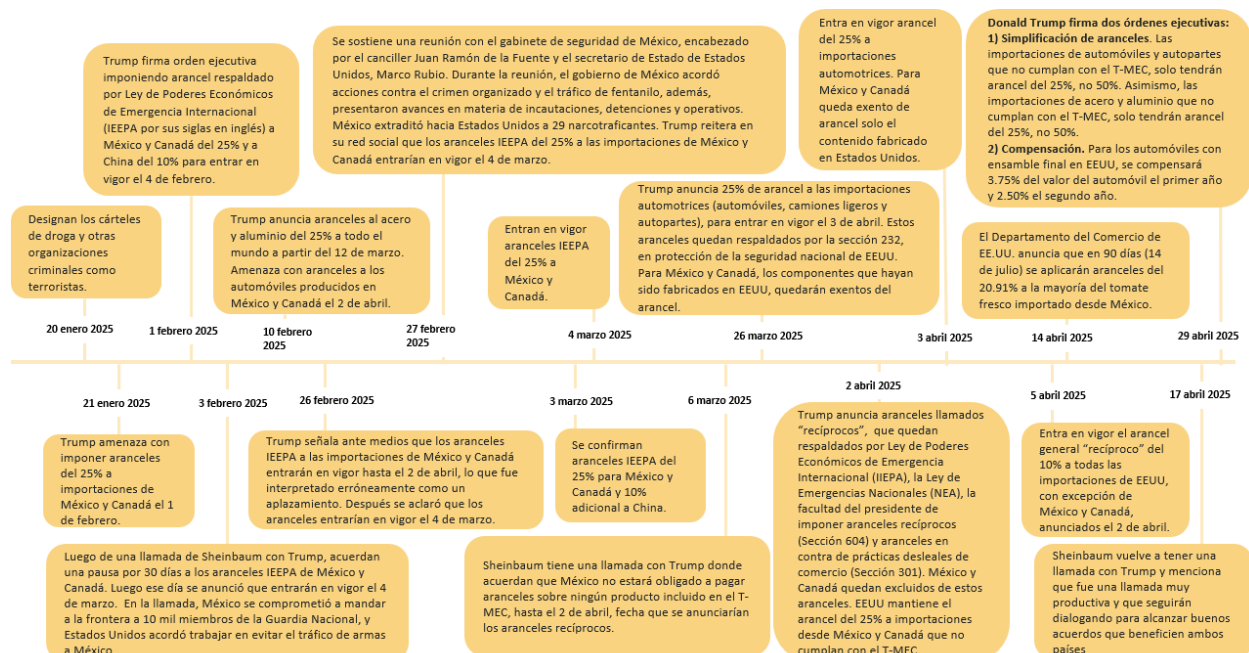 Trump firma orden ejecutiva
imponiendo arancel respaldado
por Ley de Poderes Económicos
de Emergencia Internacional
(IEEPA por sus siglas en inglés) a
México y Canadá del 25% y a
China del 10% para entrar en
vigor el 4 de febrero.
Se sostiene una reunión con el gabinete de seguridad de México, encabezado
por el canciller Juan Ramón de la Fuente y el secretario de Estado de Estados
Unidos, Marco Rubio. Durante la reunión, el gobierno de México acordó
acciones contra el crimen organizado y el tráfico de fentanilo, además,
presentaron avances en materia de incautaciones, detenciones y operativos.
México extraditó hacia Estados Unidos a 29 narcotraficantes. Trump reitera en
su red social que los aranceles IEEPA del 25% a las importaciones de México y
Canadá entrarían en vigor el 4 de marzo.
Entra en vigor arancel
del 25% a
importaciones
automotrices. Para
México y Canadá
queda exento de
arancel solo el
contenido fabricado
en Estados Unidos.
Donald Trump firma dos órdenes ejecutivas:
1) Simplificación de aranceles. Las
importaciones de automóviles y autopartes
que no cumplan con el T-MEC, solo tendrán
arancel del 25%, no 50%. Asimismo, las
importaciones de acero y aluminio que no
cumplan con el T-MEC, solo tendrán arancel
del 25%, no 50%.
2) Compensación. Para los automóviles con
ensamble final en EEUU, se compensará
3.75% del valor del automóvil el primer año
y 2.50% el segundo año.
Designan los cárteles
de droga y otras
organizaciones
criminales como
terroristas.
Trump anuncia aranceles al acero
y aluminio del 25% a todo el
mundo a partir del 12 de marzo.
Amenaza con aranceles a los
automóviles producidos en
México y Canadá el 2 de abril.
Entran en vigor
aranceles IEEPA
del 25% a
México y
Canadá.
Trump anuncia 25% de arancel a las importaciones
automotrices (automóviles, camiones ligeros y
autopartes), para entrar en vigor el 3 de abril. Estos
aranceles quedan respaldados por la sección 232,
en protección de la seguridad nacional de EEUU.
Para México y Canadá, los componentes que hayan
sido fabricados en EEUU, quedarán exentos del
arancel.
El Departamento del Comercio de
EE.UU. anuncia que en 90 días (14
de julio) se aplicarán aranceles del
20.91% a la mayoría del tomate
fresco importado desde México.
20 enero 2025
1 febrero 2025
10 febrero
2025
27 febrero
2025
4 marzo 2025
26 marzo 2025
3 abril 2025
14 abril 2025
29 abril 2025
21 enero 2025
3 febrero 2025
26 febrero 2025
3 marzo 2025
6 marzo 2025
2 abril 2025
5 abril 2025
17 abril 2025
Trump amenaza con
imponer aranceles
del 25% a
importaciones de
México y Canadá el 1
de febrero.
Trump señala ante medios que los aranceles
IEEPA a las importaciones de México y Canadá
entrarán en vigor hasta el 2 de abril, lo que fue
interpretado erróneamente como un
aplazamiento. Después se aclaró que los
aranceles entrarían en vigor el 4 de marzo.
Se confirman
aranceles IEEPA del
25% para México y
Canadá y 10%
adicional a China.
Trump anuncia aranceles llamados
“recíprocos”, que quedan
respaldados por Ley de Poderes
Económicos de Emergencia
Internacional (IIEPA), la Ley de
Emergencias Nacionales (NEA), la
facultad del presidente de
imponer aranceles recíprocos
(Sección 604) y aranceles en
contra de prácticas desleales de
comercio (Sección 301). México y
Canadá quedan excluidos de estos
aranceles. EEUU mantiene el
arancel del 25% a importaciones
desde México y Canadá que no
cumplan con el T-MEC
Entra en vigor el arancel
general “recíproco” del
10% a todas las
importaciones de EEUU,
con excepción de
México y Canadá,
anunciados el 2 de abril.
Luego de una llamada de Sheinbaum con Trump, acuerdan
una pausa por 30 días a los aranceles IEEPA de México y
Canadá. Luego ese día se anunció que entrarán en vigor el 4
de marzo. En la llamada, México se comprometió a mandar
a la frontera a 10 mil miembros de la Guardia Nacional, y
Estados Unidos acordó trabajar en evitar el tráfico de armas
a México.
Sheinbaum tiene una llamada con Trump donde
acuerdan que México no estará obligado a pagar
aranceles sobre ningún producto incluido en el T-
MEC, hasta el 2 de abril, fecha que se anunciarían
los aranceles recíprocos.
Sheinbaum vuelve a tener una
llamada con Trump y menciona
que fue una llamada muy
productiva y que seguirán
dialogando para alcanzar buenos
acuerdos que beneficien ambos
países